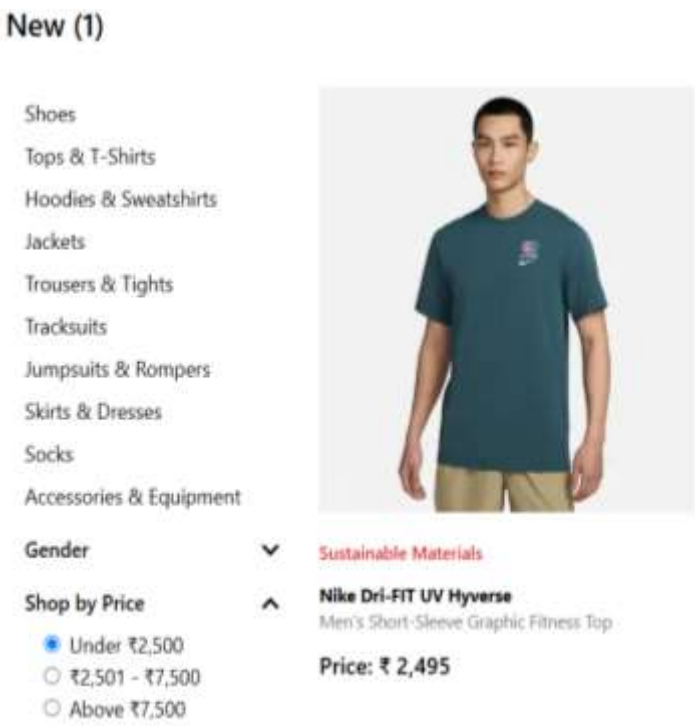 New (1)
Shoes
Tops & T-Shirts
Hoodies & Sweatshirts
Jackets
Trousers & Tights
Tracksuits
Jumpsuits & Rompers
Skirts & Dresses
Socks
Accessories & Equipment
Gender
Shop by Price
Under ₹2,500
₹2,501 - ₹7,500
Above ₹7,500
Sustainable Materials
Nike Dri-FIT UV Hyverse
Men's Short-Sleeve Graphic Fitness Top
Price: ₹ 2,495